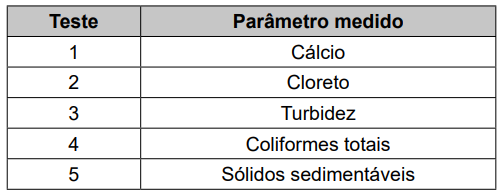 Teste Parâmetro medido
1 Cálcio
2 Cloreto
3 Turbidez
4 Coliformes totais
5 Sólidos sedimentáveis